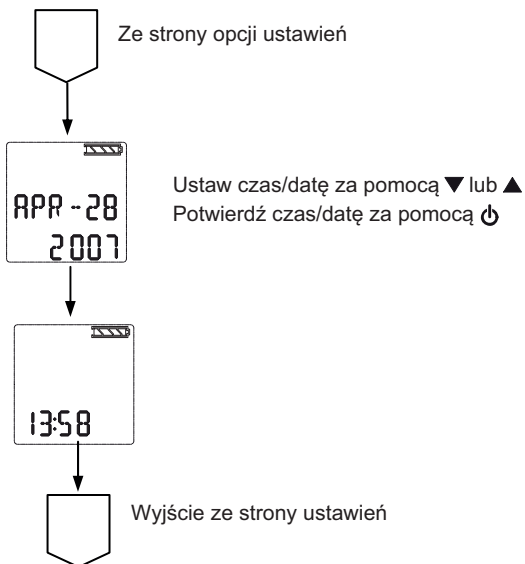 Ze strony opcji ustawień
APR-28
2007
Ustaw czas/datę za pomocą ▼ lub ▲
Potwierdź czas/datę za pomocą ⏻
13:58
Wyjście ze strony ustawień